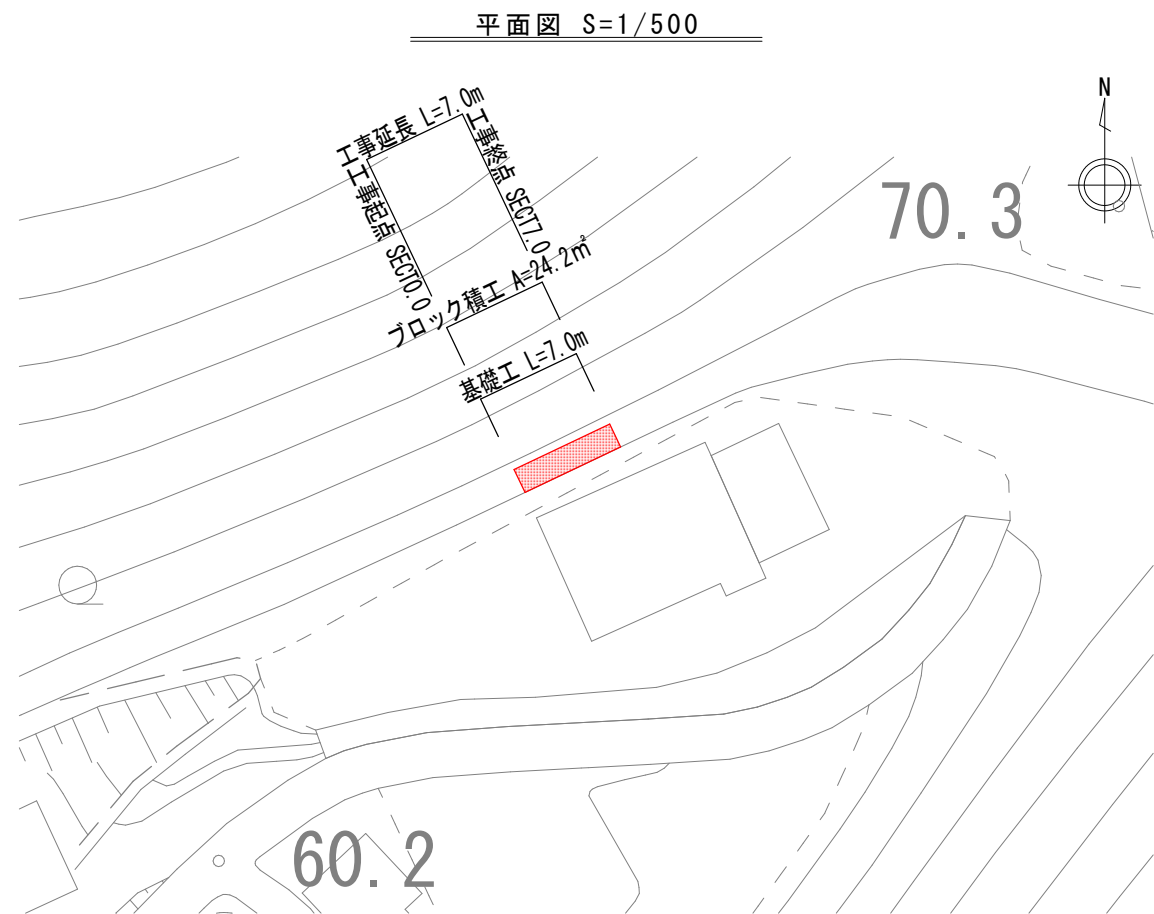 平面図 S=1/500
N
工事延長 L=7.0m
工事起点 SECT0.0
工事終点 SECT7.0
ブロック積工 A=24.2㎡
基礎工 L=7.0m
70.3
60.2